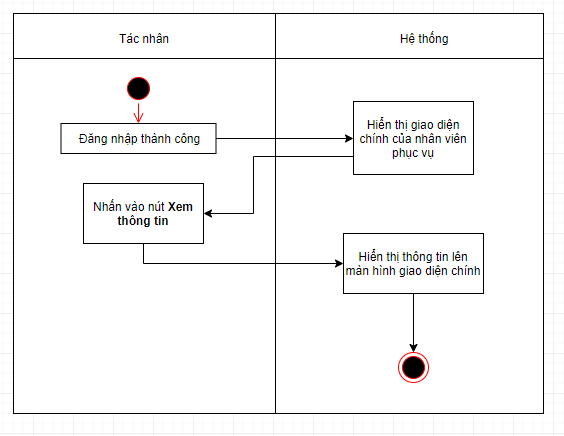 Tác nhân
Hệ thống
Đăng nhập thành công
Hiển thị giao diện
chính của nhân viên
phục vụ
Nhấn vào nút Xem
thông tin
Hiển thị thông tin lên
màn hình giao diện chính